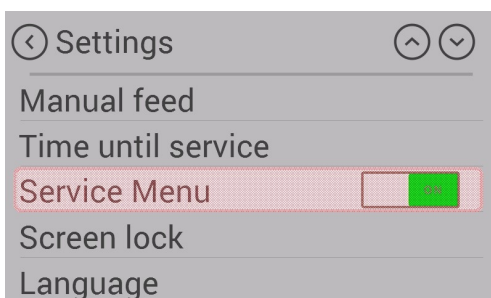 Settings
Manual feed
Time until service
Service Menu
Screen lock
Language